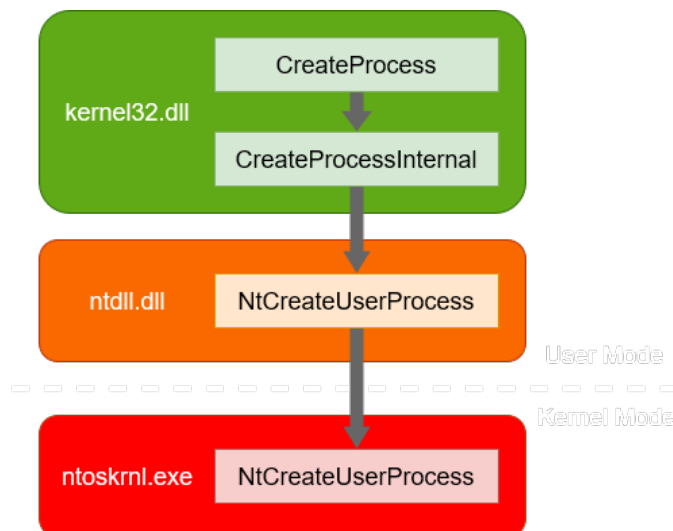 CreateProcess
kernel32.dll
CreateProcessInternal
ntdll.dll
NtCreateUserProcess
User Mode
Kernel Mode
ntoskrnl.exe
NtCreateUserProcess